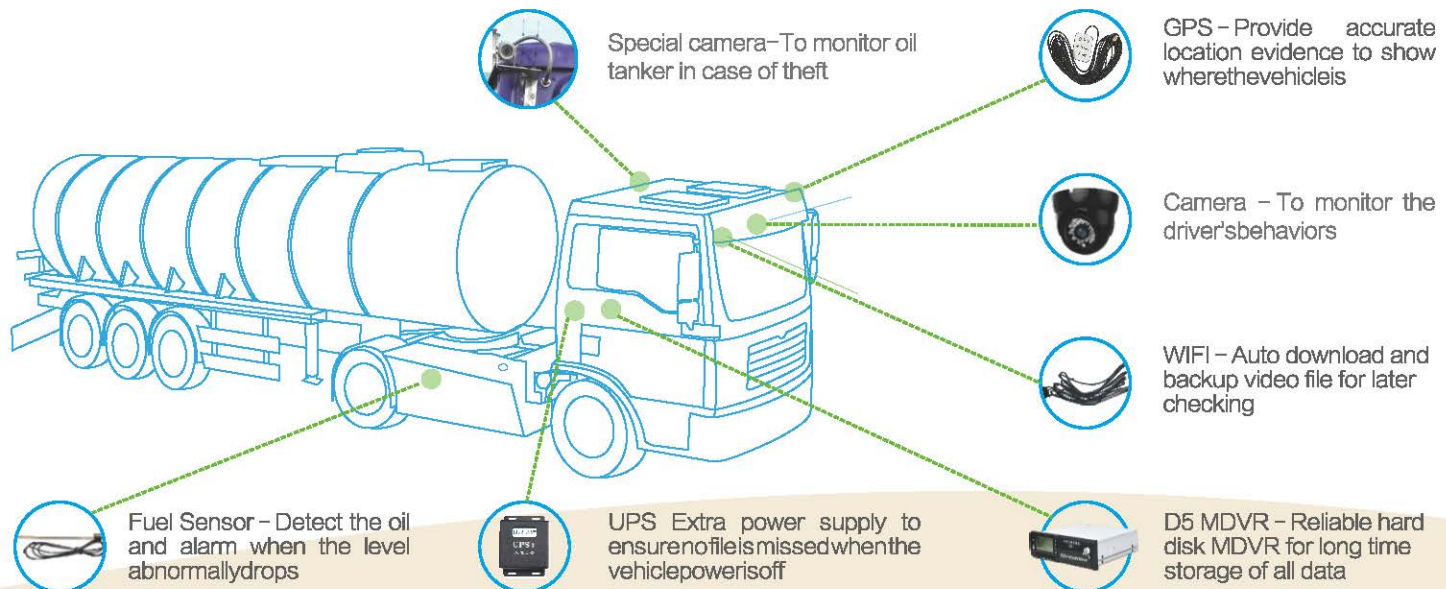 Special camera-To monitor oil
tanker in case of theft
GPS - Provide accurate
location evidence to show
wherethevehicleis
Camera - To monitor the
driver'sbehaviors
WIFI - Auto download and
backup video file for later
checking
Fuel Sensor - Detect the oil
and alarm when the level
abnormallydrops
UPS Extra power supply to
ensurenofileismissedwhenthe
vehiclepowerisoff
D5 MDVR - Reliable hard
disk MDVR for long time
storage of all data
UPS